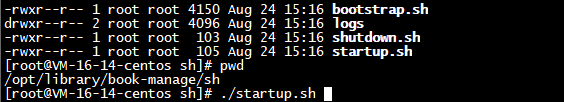 -rwxr--r-- 1 root root 4150 Aug 24 15:16 bootstrap.sh
drwxr--r-- 2 root root 4096 Aug 24 15:16 logs
-rwxr--r-- 1 root root  103 Aug 24 15:16 shutdown.sh
-rwxr--r-- 1 root root  105 Aug 24 15:16 startup.sh
[root@VM-16-14-centos sh]# pwd
/opt/library/book-manage/sh
[root@VM-16-14-centos sh]# ./startup.sh